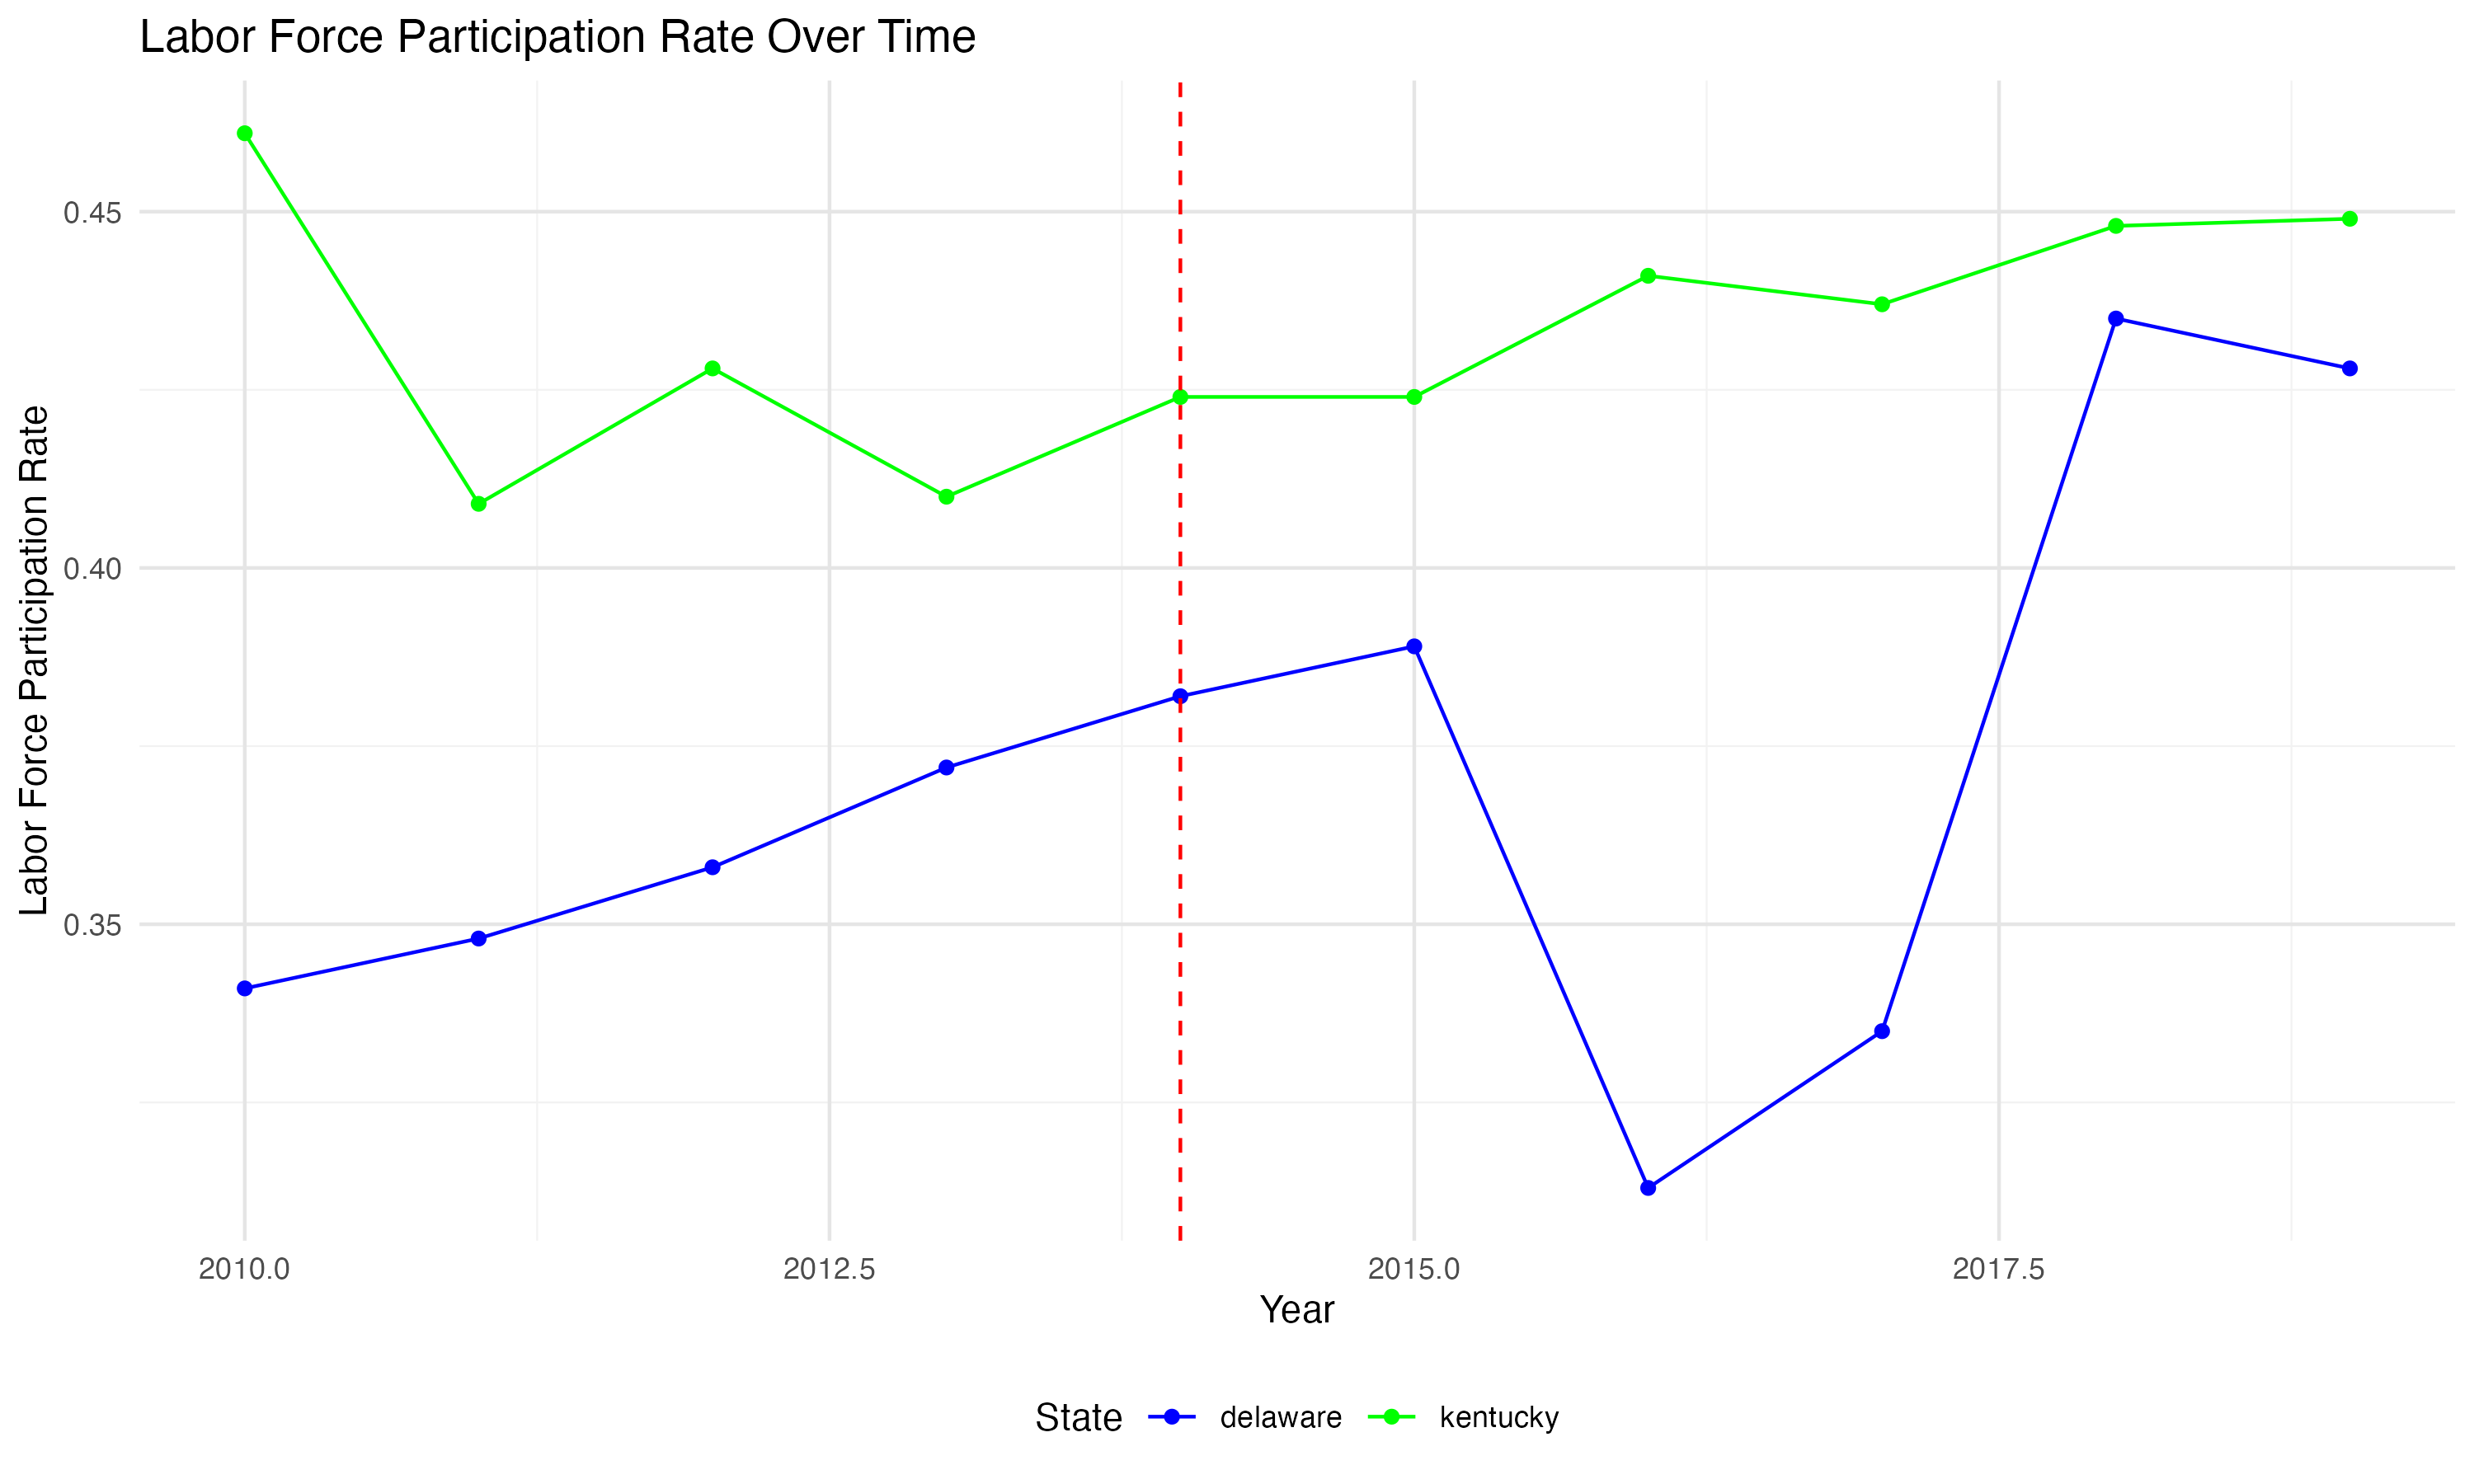 Labor Force Participation Rate Over Time
Labor Force Participation Rate
0.45
0.40
0.35
2010.0 2012.5 2015.0 2017.5
Year
State delaware kentucky